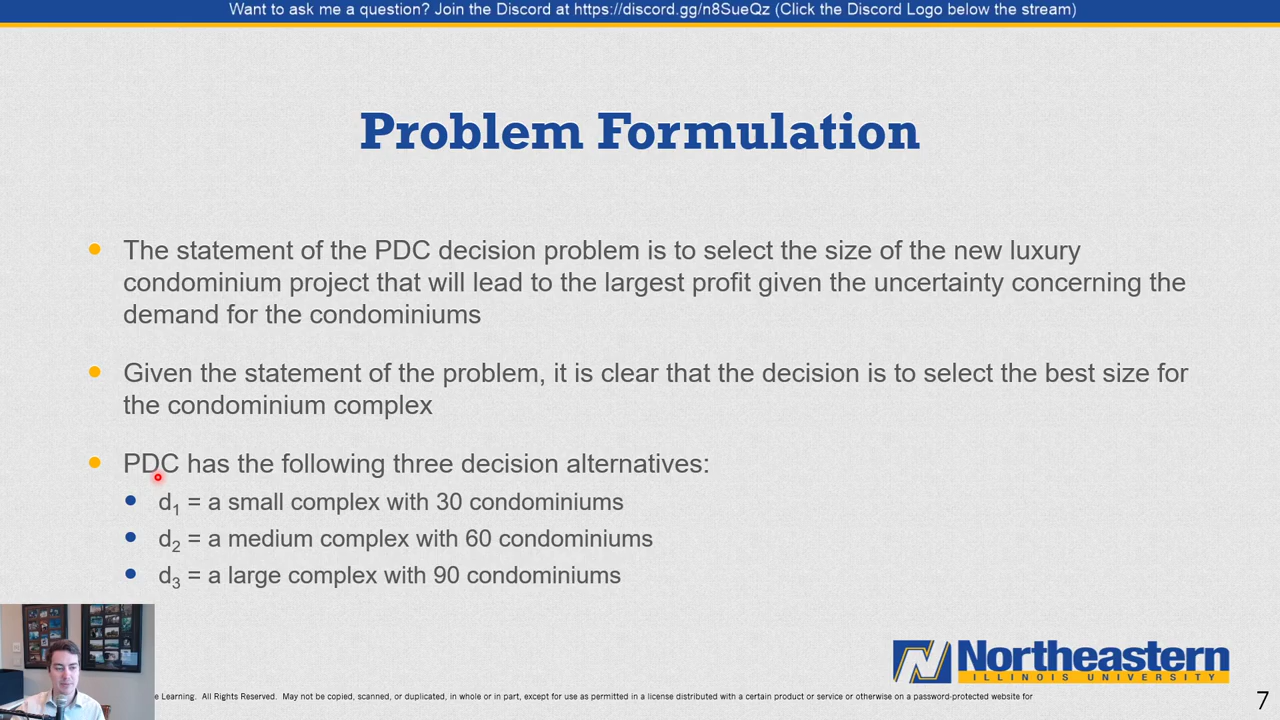 Want to ask me a question? Join the Discord at https://discord.gg/n8SueQz (Click the Discord Logo below the stream)
Problem Formulation
The statement of the PDC decision problem is to select the size of the new luxury
condominium project that will lead to the largest profit given the uncertainty concerning the
demand for the condominiums
Given the statement of the problem, it is clear that the decision is to select the best size for
the condominium complex
PDC has the following three decision alternatives:
d1 = a small complex with 30 condominiums
d2 = a medium complex with 60 condominiums
d3 = a large complex with 90 condominiums
Northeastern
ILLINOIS UNIVERSITY
e Learning. All Rights Reserved. May not be copied, scanned, or duplicated, in whole or in part, except for use as permitted in a license distributed with a certain product or service or otherwise on a password-protected website for
7